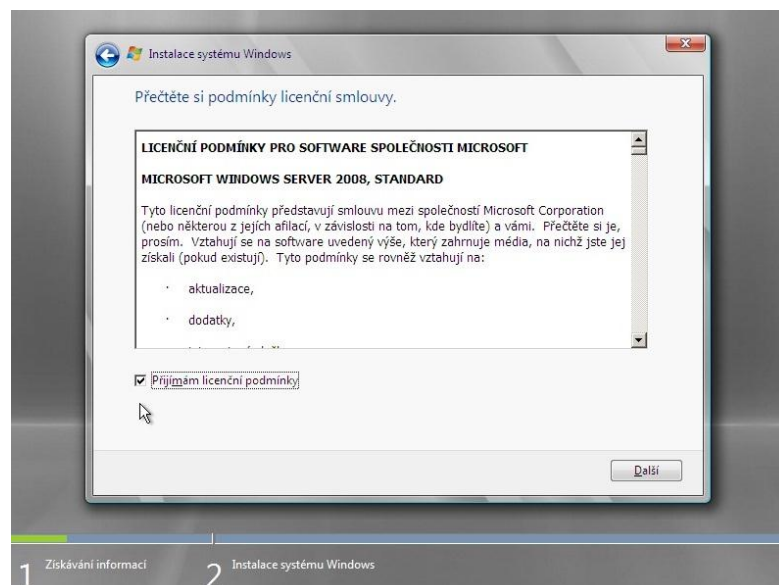 Instalace systému Windows
Přečtěte si podmínky licenční smlouvy.
LICENČNÍ PODMÍNKY PRO SOFTWARE SPOLEČNOSTI MICROSOFT
MICROSOFT WINDOWS SERVER 2008, STANDARD
Tyto licenční podmínky představují smlouvu mezi společností Microsoft Corporation
(nebo některou z jejích afilací, v závislosti na tom, kde bydlíte) a vámi. Přečtěte si je,
prosím. Vztahují se na software uvedený výše, který zahrnuje média, na nichž jste jej
získali (pokud existují). Tyto podmínky se rovněž vztahují na:
· aktualizace,
· dodatky,
Přijímám licenční podmínky
Další
1 Získávání informací
2 Instalace systému Windows